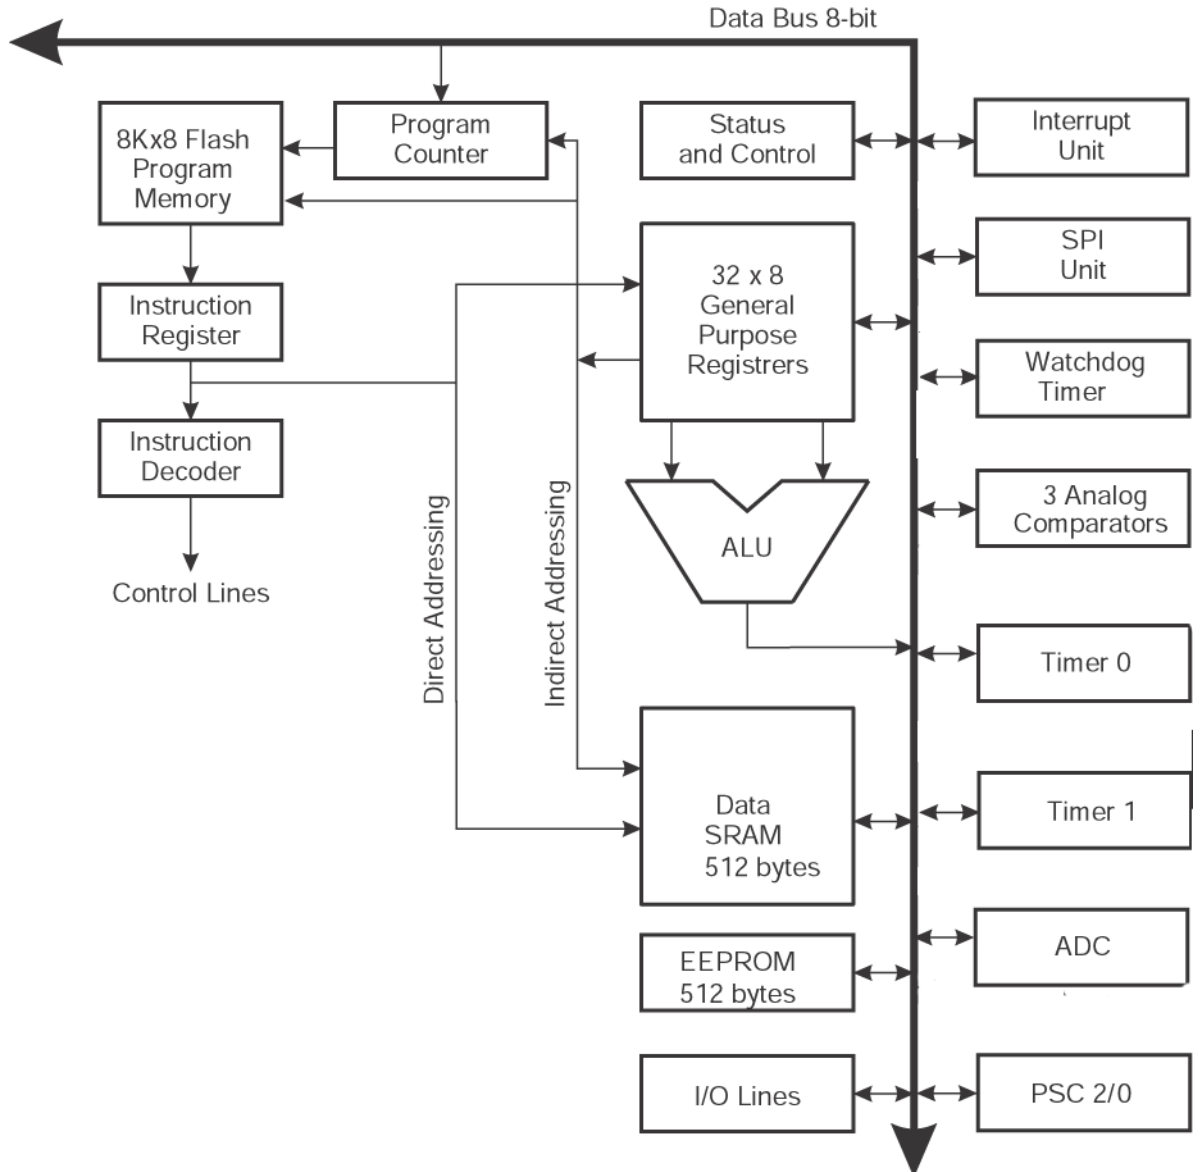 Data Bus 8-bit
8Kx8 Flash
Program
Memory
Program
Counter
Status
and Control
Interrupt
Unit
32 x 8
General
Purpose
Registrers
SPI
Unit
Instruction
Register
Watchdog
Timer
Instruction
Decoder
Control Lines
Direct Addressing
Indirect Addressing
ALU
3 Analog
Comparators
Timer 0
Data
SRAM
512 bytes
Timer 1
EEPROM
512 bytes
ADC
I/O Lines
PSC 2/0